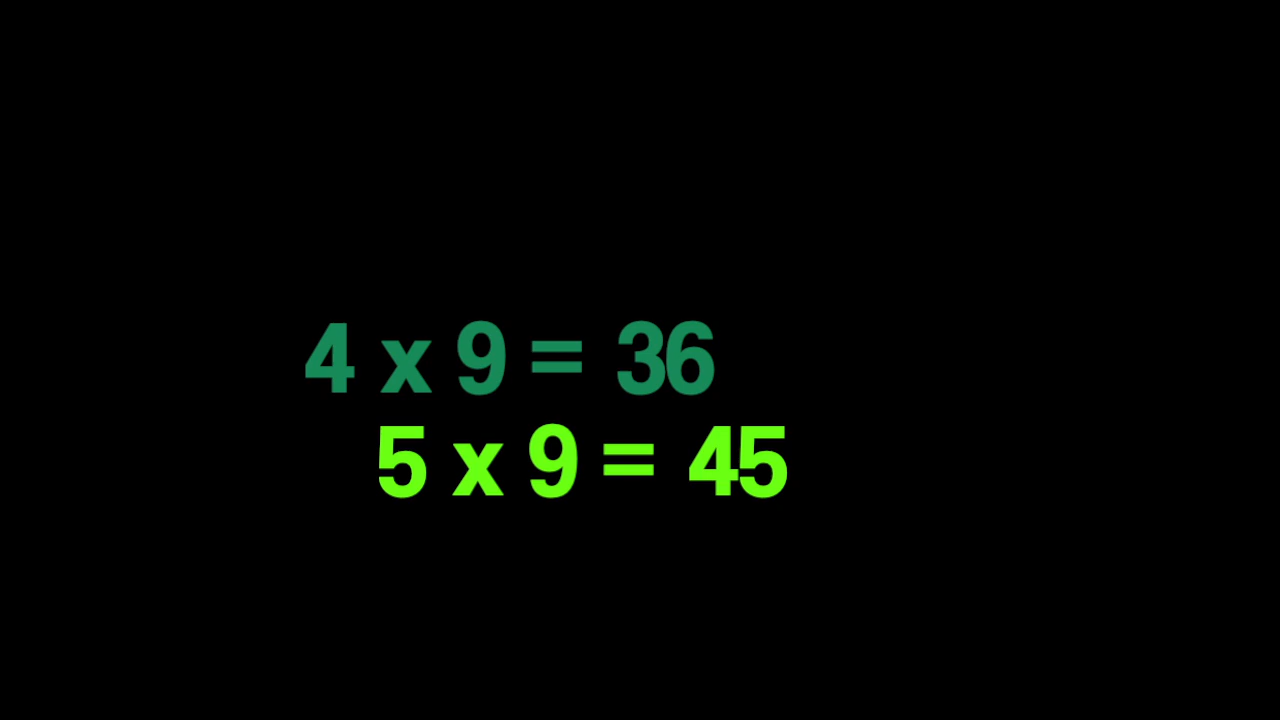 4 x 9 = 36
5 x 9 = 45